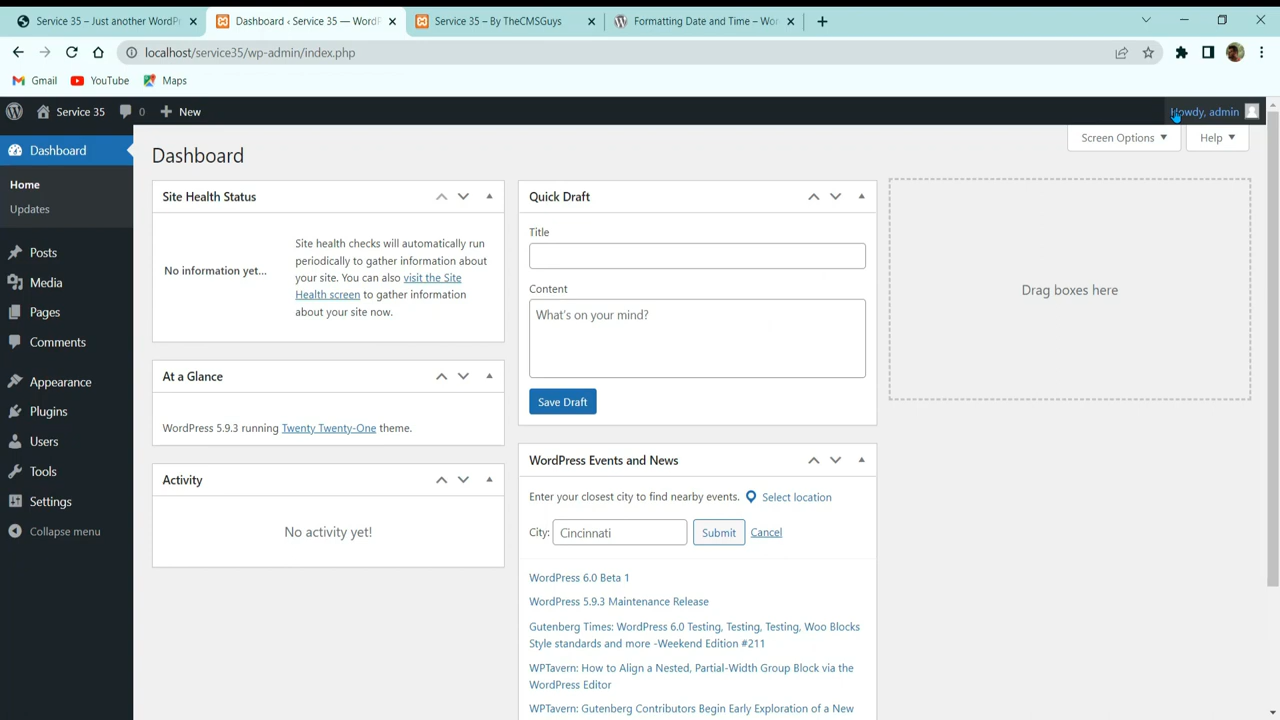 Service 35 – Just another WordPr
Dashboard ‹ Service 35 — WordP
Service 35 – By TheCMSGuys
Formatting Date and Time – Wor
localhost/service35/wp-admin/index.php
Gmail
YouTube
Maps
Service 35
0
New
Howdy, admin
Dashboard
Home
Updates
Posts
Media
Pages
Comments
Appearance
Plugins
Users
Tools
Settings
Collapse menu
Screen Options
Help
Dashboard
Site Health Status
No information yet...
Site health checks will automatically run
periodically to gather information about
your site. You can also visit the Site
Health screen to gather information
about your site now.
At a Glance
WordPress 5.9.3 running Twenty Twenty-One theme.
Activity
No activity yet!
Quick Draft
Title
Content
What's on your mind?
Save Draft
WordPress Events and News
Enter your closest city to find nearby events. Select location
City: Cincinnati Submit Cancel
WordPress 6.0 Beta 1
WordPress 5.9.3 Maintenance Release
Gutenberg Times: WordPress 6.0 Testing, Testing, Woo Blocks
Style standards and more -Weekend Edition #211
WPTavern: How to Align a Nested, Partial-Width Group Block via the
WordPress Editor
WPTavern: Gutenberg Contributors Begin Early Exploration of a New
Drag boxes here